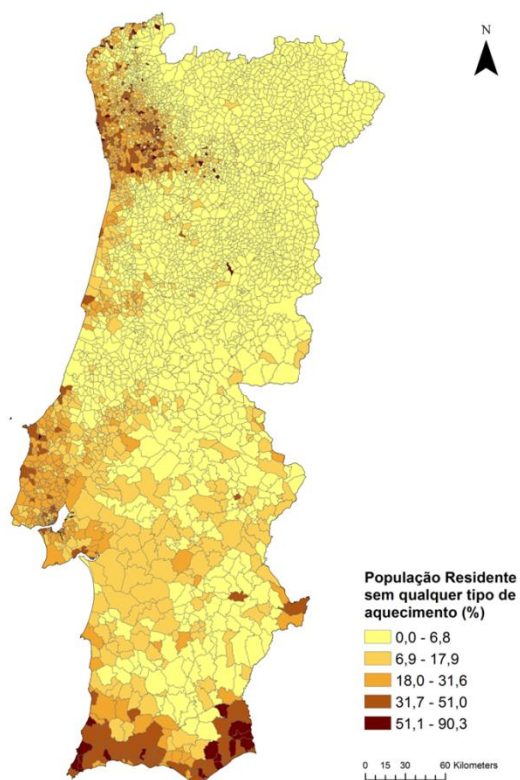 N
População Residente
sem qualquer tipo de
aquecimento (%)
0,0 - 6,8
6,9 - 17,9
18,0 - 31,6
31,7 - 51,0
51,1 - 90,3
0 15 30 60 Kilometers